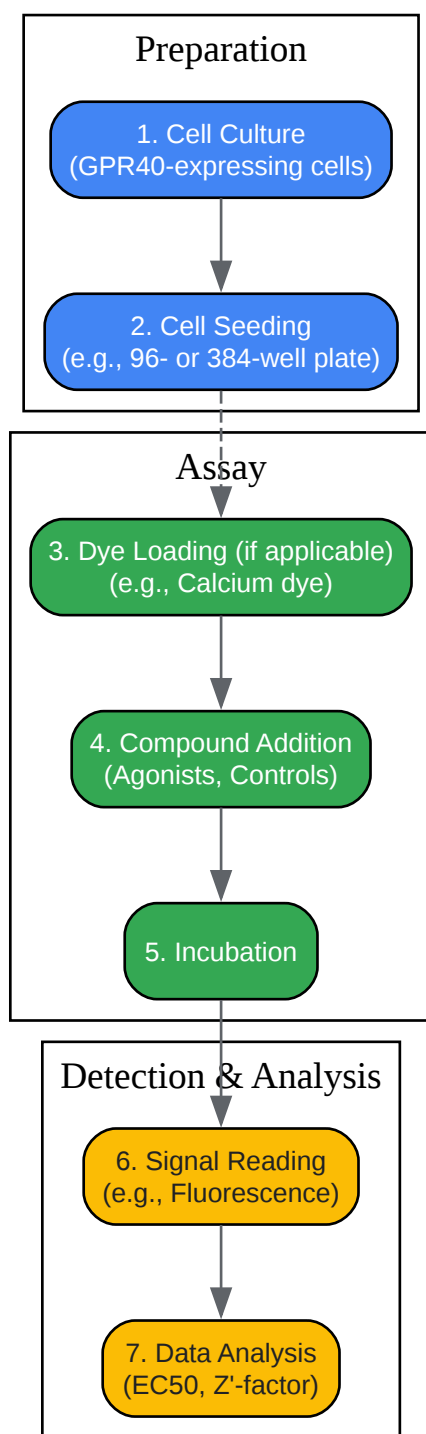 Preparation
1. Cell Culture
(GPR40-expressing cells)
2. Cell Seeding
(e.g., 96- or 384-well plate)
Assay
3. Dye Loading (if applicable)
(e.g., Calcium dye)
4. Compound Addition
(Agonists, Controls)
5. Incubation
Detection & Analysis
6. Signal Reading
(e.g., Fluorescence)
7. Data Analysis
(EC50, Z'-factor)